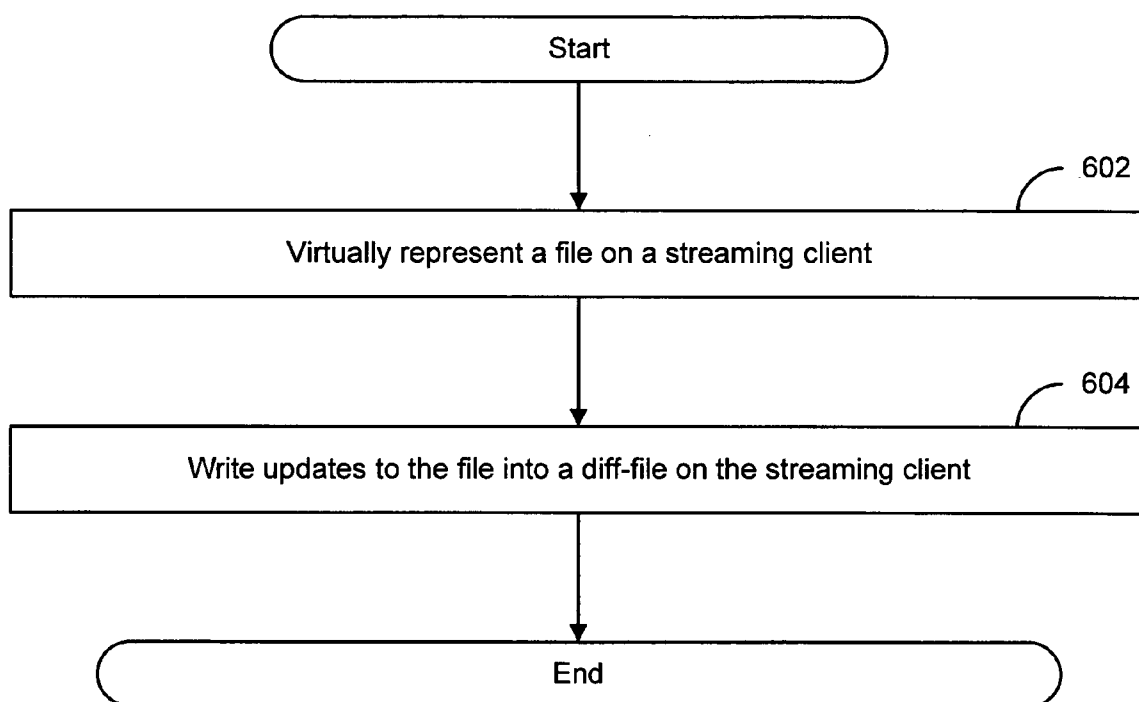 Start
602
Virtually represent a file on a streaming client
604
Write updates to the file into a diff-file on the streaming client
End